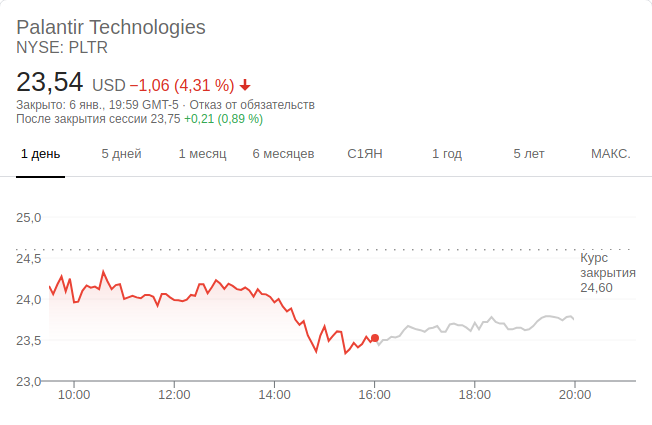 Palantir Technologies
NYSE: PLTR
23,54 USD −1,06 (4,31 %)
Закрыто: 6 янв., 19:59 GMT-5 · Отказ от обязательств
После закрытия сессии 23,75 +0,21 (0,89 %)
1 день 5 дней 1 месяц 6 месяцев С1ЯН 1 год 5 лет МАКС.
25,0
24,5
Курс
закрытия
24,60
24,0
23,5
23,0
10:00 12:00 14:00 16:00 18:00 20:00